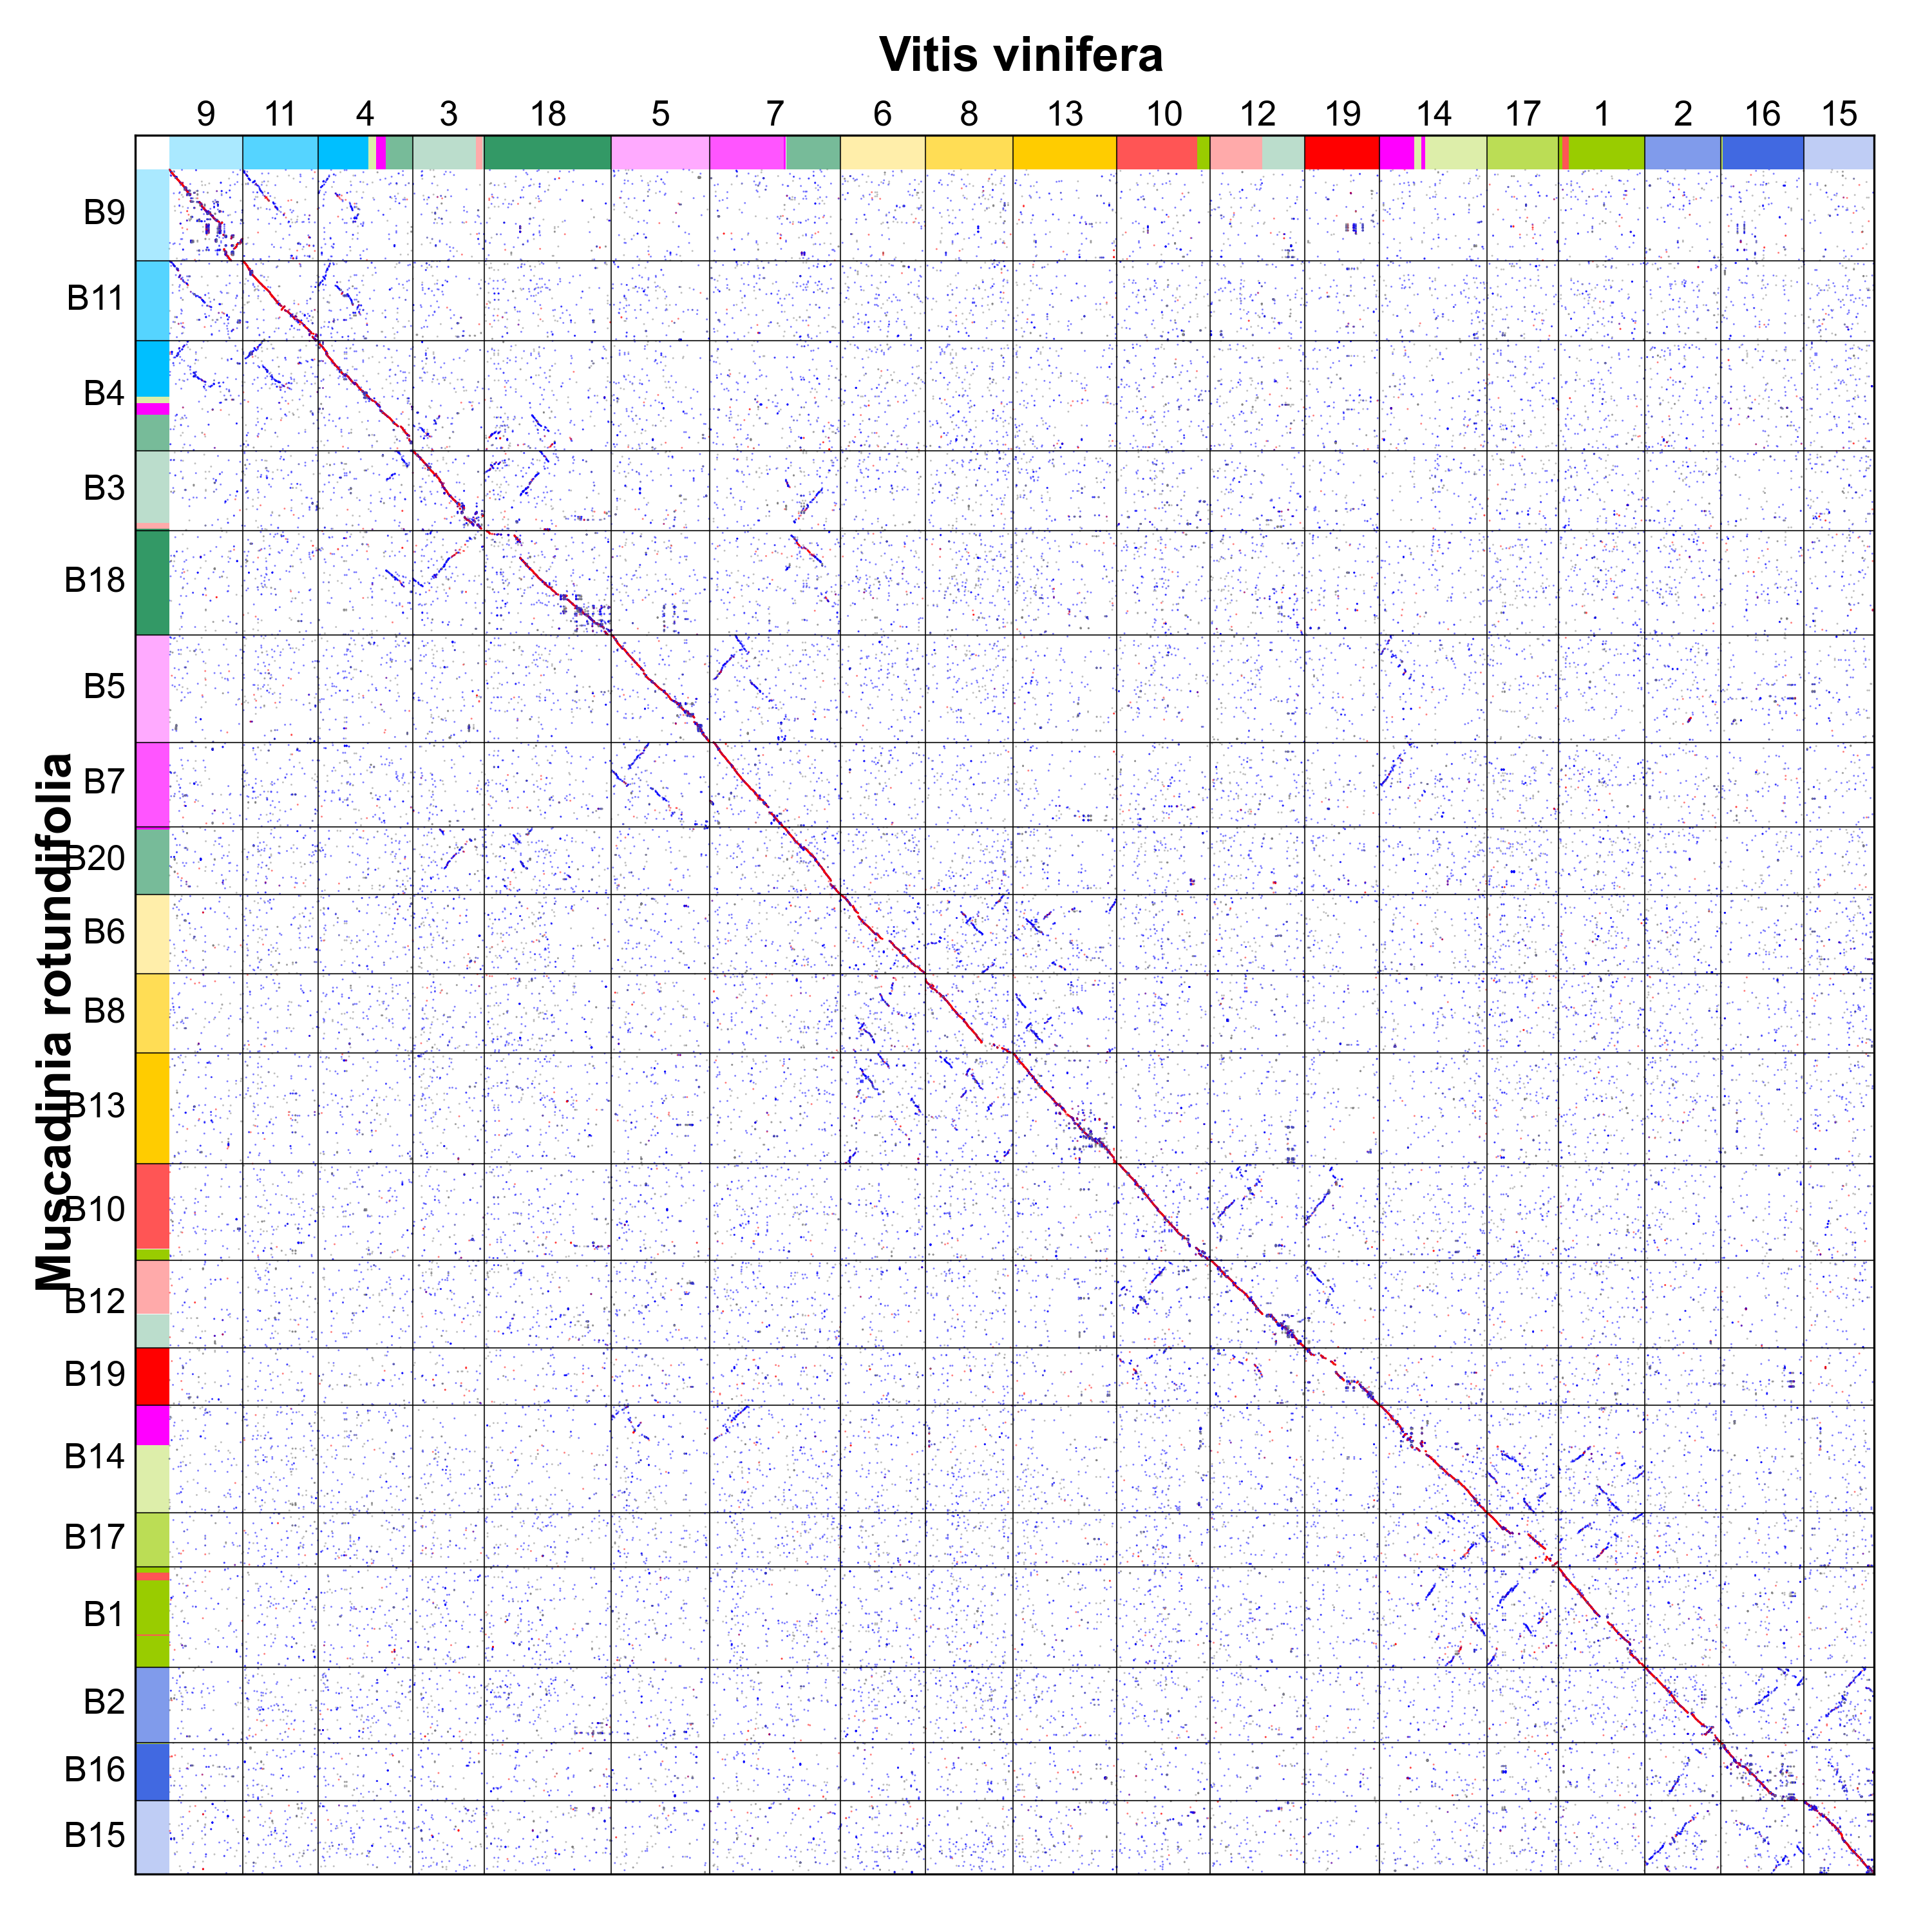 Vitis vinifera
9 11 4 3 18 5 7 6 8 13 10 12 19 14 17 1 2 16 15
Muscadinia rotundifolia
B9
B11
B4
B3
B18
B5
B7
B20
B6
B8
B13
B10
B12
B19
B14
B17
B1
B2
B16
B15